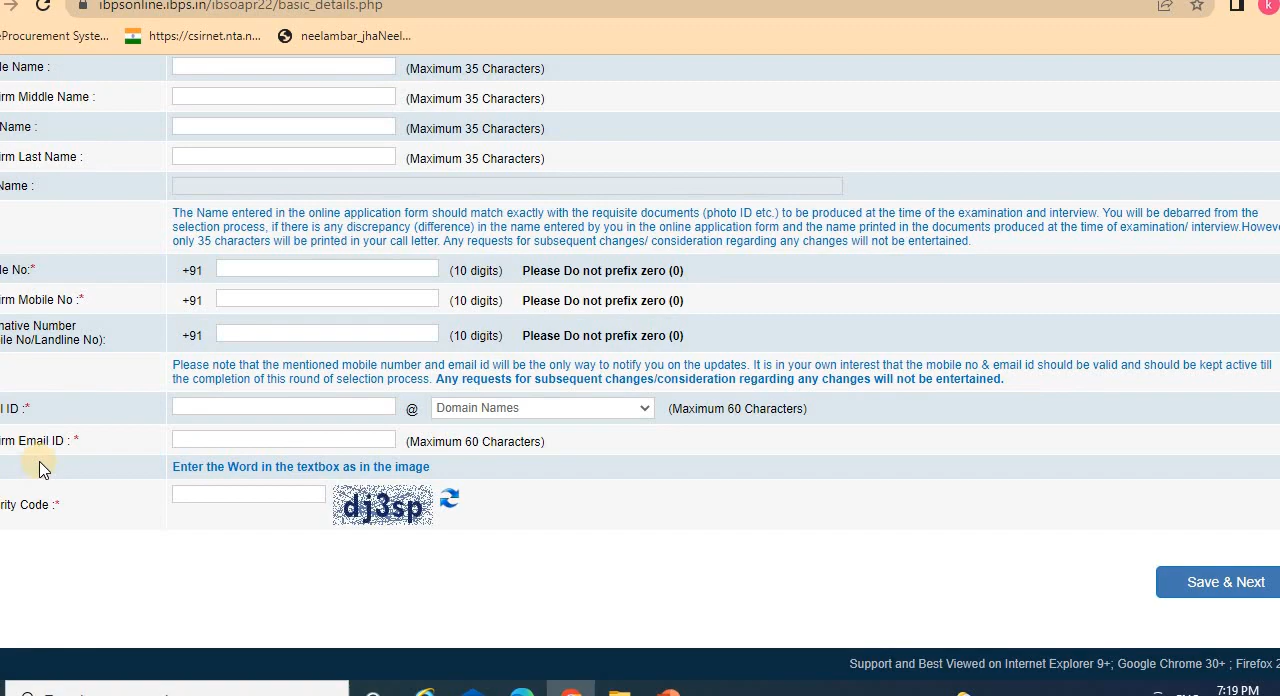 ibpsonline.ibps.in/ibsoapr22/basic_details.php
eProcurement Syste... https://csirnet.nta.n... neelambar_jhaNeel...
le Name : (Maximum 35 Characters)
irm Middle Name : (Maximum 35 Characters)
Name : (Maximum 35 Characters)
irm Last Name : (Maximum 35 Characters)
Name :
The Name entered in the online application form should match exactly with the requisite documents (photo ID etc.) to be produced at the time of the examination and interview. You will be debarred from the
selection process, if there is any discrepancy (difference) in the name entered by you in the online application form and the name printed in the documents produced at the time of examination/ interview.Howeve
only 35 characters will be printed in your call letter. Any requests for subsequent changes/ consideration regarding any changes will not be entertained.
le No:* +91 (10 digits) Please Do not prefix zero (0)
irm Mobile No :* +91 (10 digits) Please Do not prefix zero (0)
native Number
ile No/Landline No): +91 (10 digits) Please Do not prefix zero (0)
Please note that the mentioned mobile number and email id will be the only way to notify you on the updates. It is in your own interest that the mobile no & email id should be valid and should be kept active till
the completion of this round of selection process. Any requests for subsequent changes/consideration regarding any changes will not be entertained.
l ID :* @ Domain Names (Maximum 60 Characters)
irm Email ID : * (Maximum 60 Characters)
Enter the Word in the textbox as in the image
rity Code :* dj3sp
Save & Next
Support and Best Viewed on Internet Explorer 9+; Google Chrome 30+ ; Firefox 2
7:19 PM